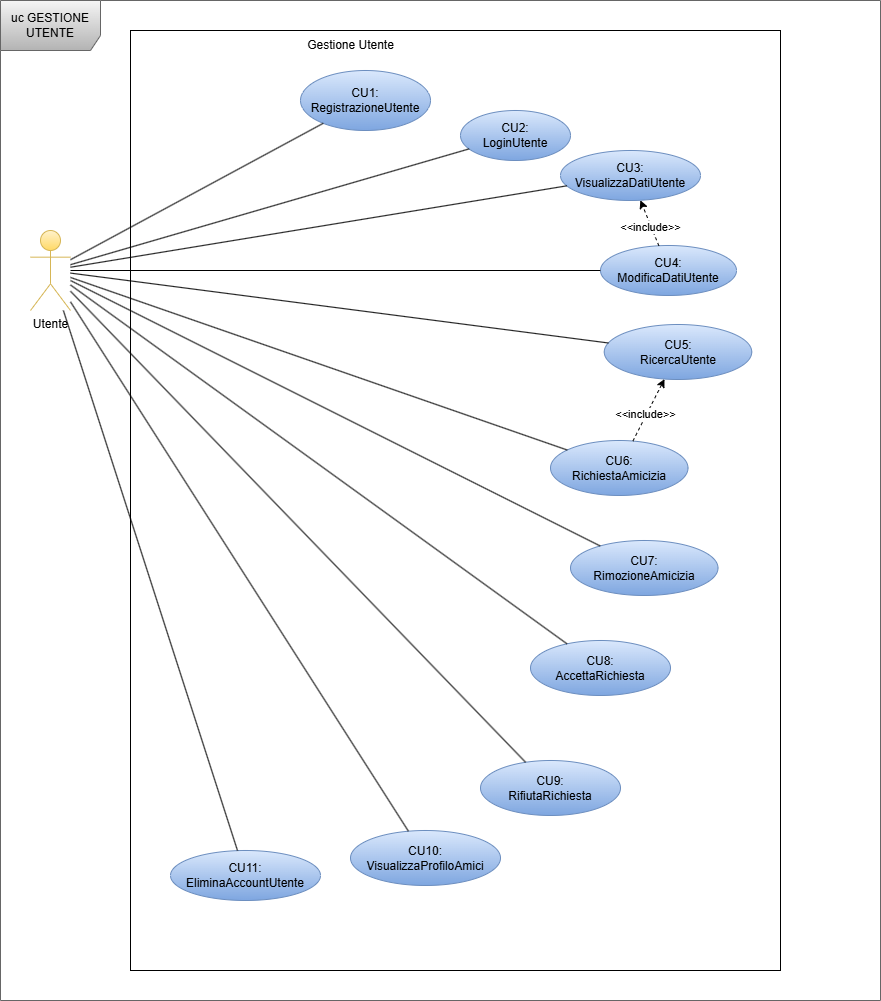 uc GESTIONE
UTENTE
Gestione Utente
CU1:
RegistrazioneUtente
CU2:
LoginUtente
CU3:
VisualizzaDatiUtente
<<include>>
CU4:
ModificaDatiUtente
Utente
CU5:
RicercaUtente
<<include>>
CU6:
RichiestaAmicizia
CU7:
RimozioneAmicizia
CU8:
AccettaRichiesta
CU9:
RifiutaRichiesta
CU10:
VisualizzaProfiloAmici
CU11:
EliminaAccountUtente